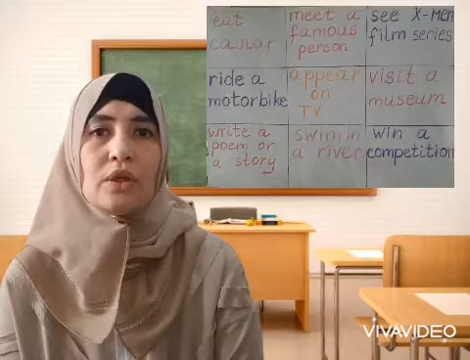 eat
caviar
meet a
famous
person
see X-Men
film series
ride a
motorbike
appear
on
TV
visit a
museum
write a
poem or
a story
swim in
a river
win a
competition
VIVAVIDEO